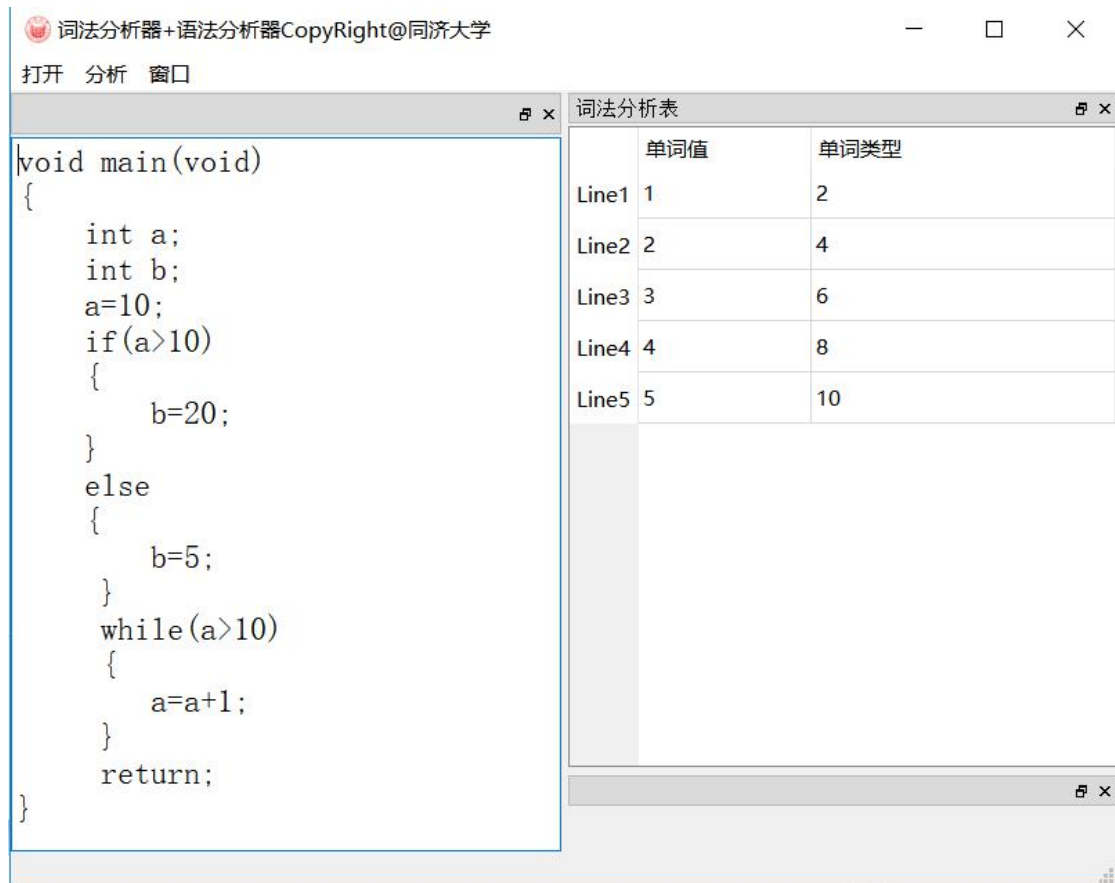 词法分析器+语法分析器CopyRight@同济大学
打开 分析 窗口
void main(void)
{
    int a;
    int b;
    a=10;
    if(a>10)
    {
        b=20;
    }
    else
    {
        b=5;
     }
     while(a>10)
     {
        a=a+1;
     }
     return;
}
词法分析表
单词值 单词类型
Line1 1 2
Line2 2 4
Line3 3 6
Line4 4 8
Line5 5 10